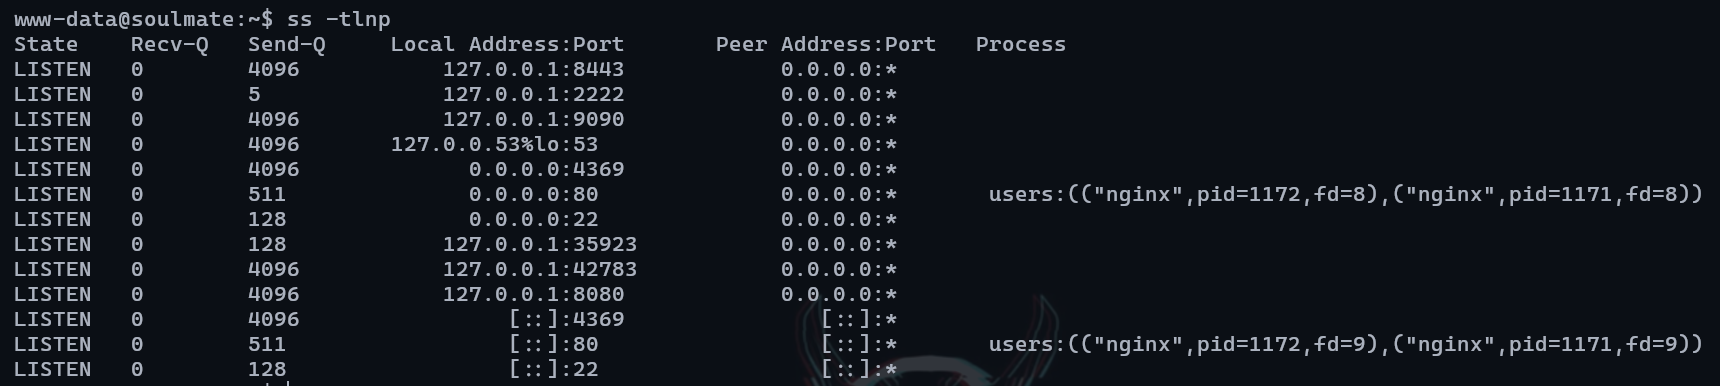 www-data@soulmate:~$ ss -tlnp
State    Recv-Q   Send-Q     Local Address:Port       Peer Address:Port   Process
LISTEN   0        4096           127.0.0.1:8443            0.0.0.0:*
LISTEN   0        5              127.0.0.1:2222            0.0.0.0:*
LISTEN   0        4096           127.0.0.1:9090            0.0.0.0:*
LISTEN   0        4096       127.0.0.53%lo:53              0.0.0.0:*
LISTEN   0        4096             0.0.0.0:4369            0.0.0.0:*
LISTEN   0        511              0.0.0.0:80              0.0.0.0:*       users:(("nginx",pid=1172,fd=8),("nginx",pid=1171,fd=8))
LISTEN   0        128              0.0.0.0:22              0.0.0.0:*
LISTEN   0        128            127.0.0.1:35923           0.0.0.0:*
LISTEN   0        4096           127.0.0.1:42783           0.0.0.0:*
LISTEN   0        4096           127.0.0.1:8080            0.0.0.0:*
LISTEN   0        4096                [::]:4369               [::]:*
LISTEN   0        511                 [::]:80                 [::]:*       users:(("nginx",pid=1172,fd=9),("nginx",pid=1171,fd=9))
LISTEN   0        128                 [::]:22                 [::]:*